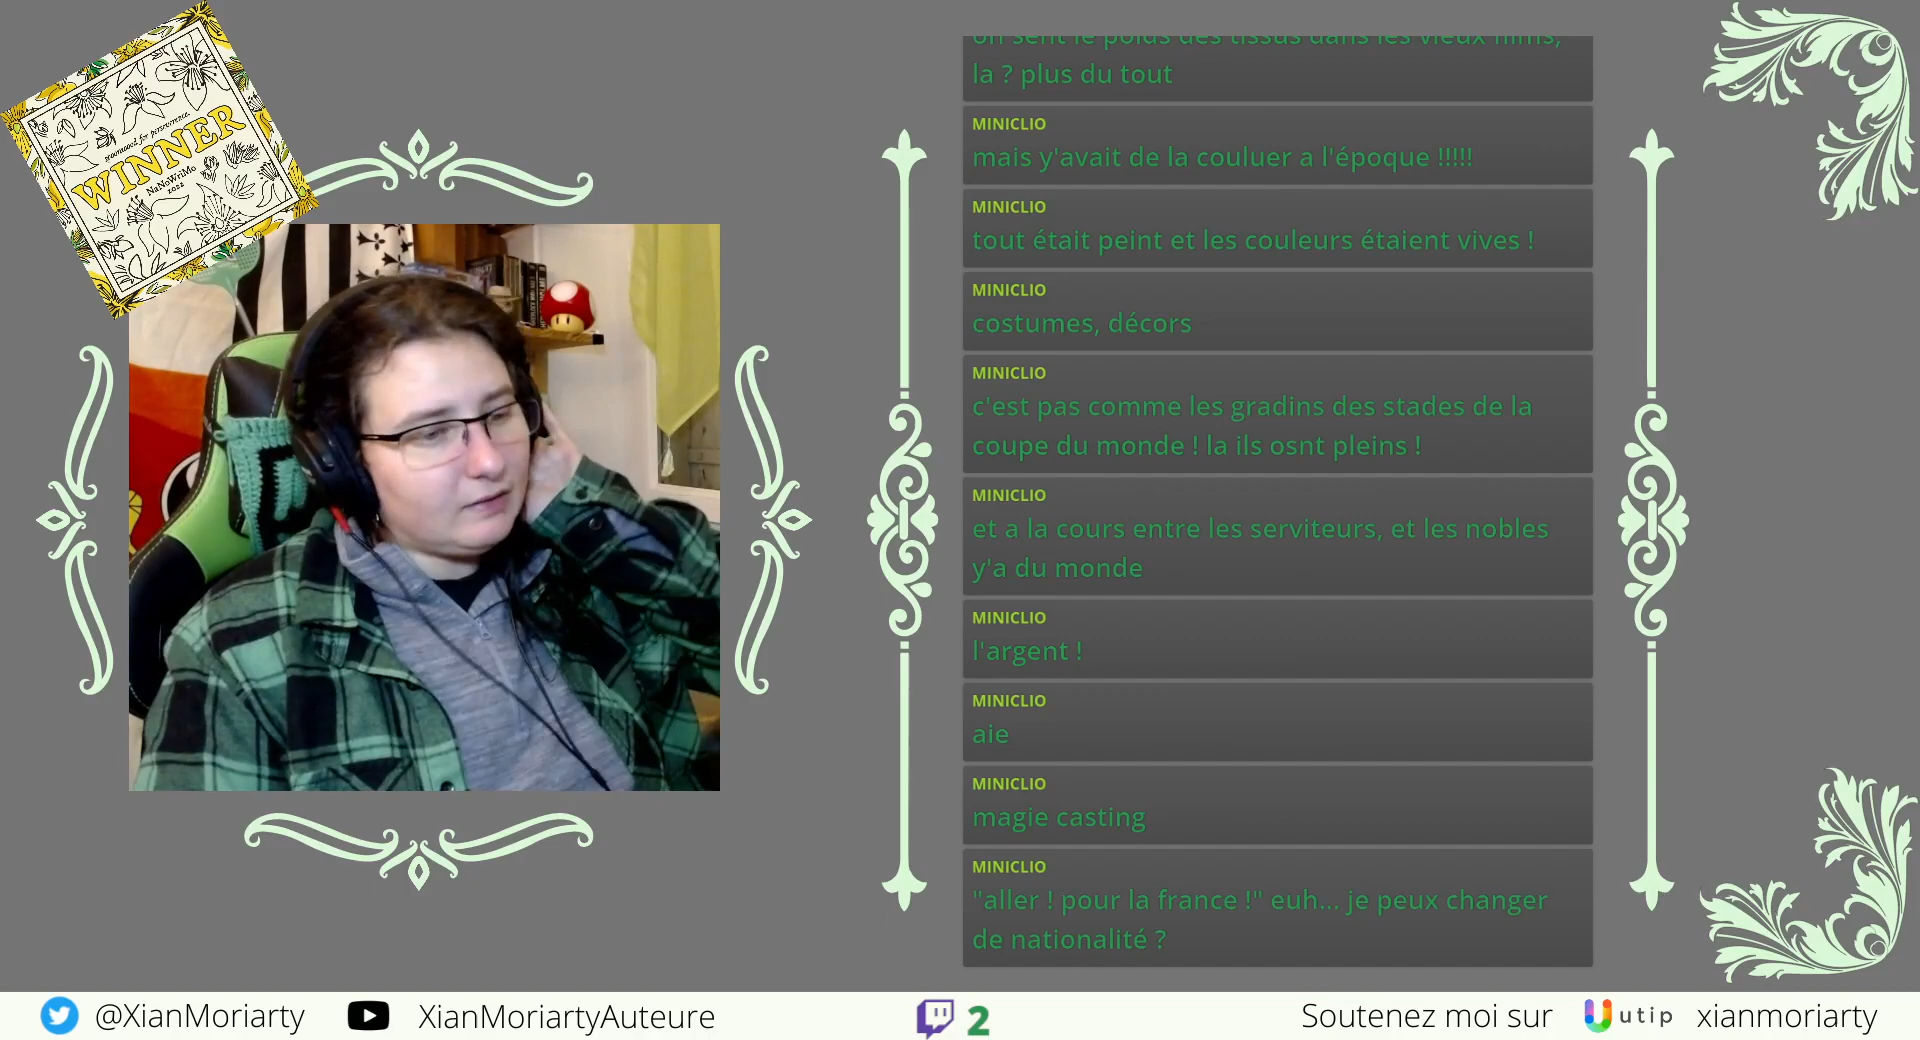 WINNER
NaNoWriMo
2022
la ? plus du tout
MINICLIO
mais y'avait de la couluer a l'époque !!!!!
MINICLIO
tout était peint et les couleurs étaient vives !
MINICLIO
costumes, décors
MINICLIO
c'est pas comme les gradins des stades de la
coupe du monde ! la ils osnt pleins !
MINICLIO
et a la cours entre les serviteurs, et les nobles
y'a du monde
MINICLIO
l'argent !
MINICLIO
aie
MINICLIO
magie casting
MINICLIO
"aller ! pour la france !" euh... je peux changer
de nationalité ?
@XianMoriarty
XianMoriartyAuteure
2
Soutenez moi sur
utip
xianmoriarty